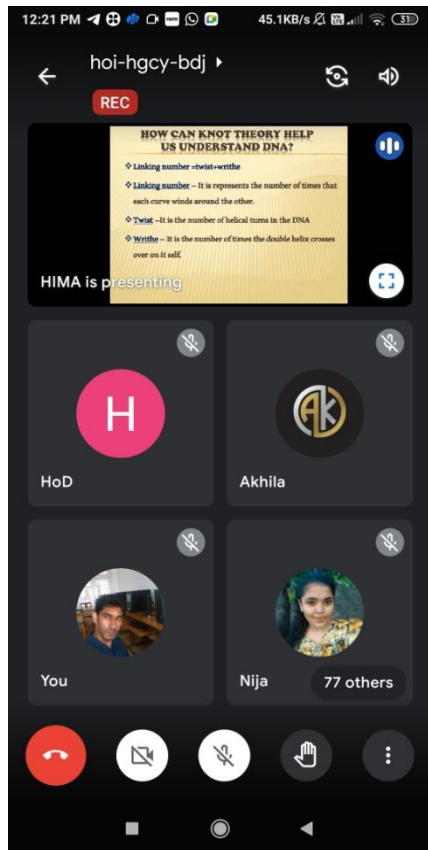 12:21 PM 45.1KB/s 31
hoi-hgcy-bdj
REC
HOW CAN KNOT THEORY HELP
US UNDERSTAND DNA?
Linking number =twist+writhe
Linking number – It is represents the number of times that
each curve winds around the other.
Twist –It is the number of helical turns in the DNA
Writhe – It is the number of times the double helix crosses
over on it self.
HIMA is presenting
H
AK
HoD
Akhila
You
Nija
77 others